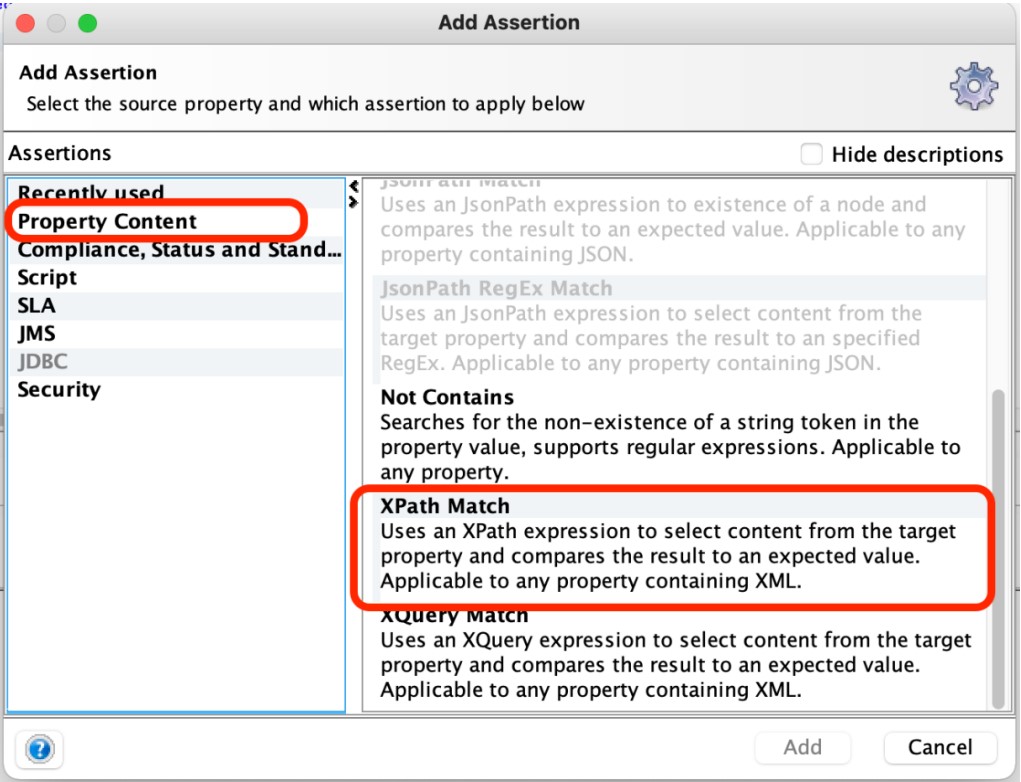 Add Assertion
Add Assertion
Select the source property and which assertion to apply below
Assertions
Hide descriptions
Recently used
Property Content
Compliance, Status and Stand...
Script
SLA
JMS
JDBC
Security
JsonPath Match
Uses an JsonPath expression to existence of a node and
compares the result to an expected value. Applicable to any
property containing JSON.
JsonPath RegEx Match
Uses an JsonPath expression to select content from the
target property and compares the result to an specified
RegEx. Applicable to any property containing JSON.
Not Contains
Searches for the non-existence of a string token in the
property value, supports regular expressions. Applicable to
any property.
XPath Match
Uses an XPath expression to select content from the target
property and compares the result to an expected value.
Applicable to any property containing XML.
XQuery Match
Uses an XQuery expression to select content from the target
property and compares the result to an expected value.
Applicable to any property containing XML.
?
Add
Cancel